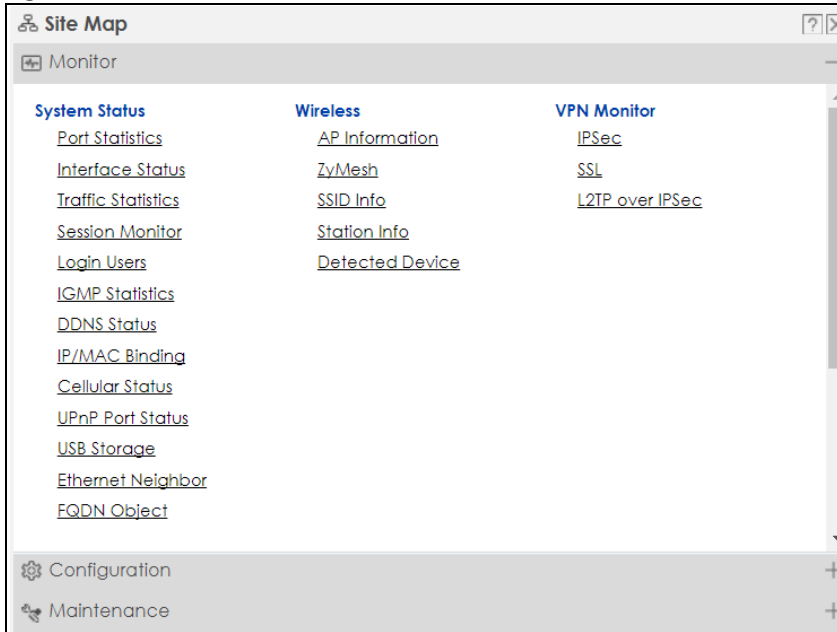 Site Map
Monitor
System Status
Port Statistics
Interface Status
Traffic Statistics
Session Monitor
Login Users
IGMP Statistics
DDNS Status
IP/MAC Binding
Cellular Status
UPnP Port Status
USB Storage
Ethernet Neighbor
FQDN Object
Wireless
AP Information
ZyMesh
SSID Info
Station Info
Detected Device
VPN Monitor
IPSec
SSL
L2TP over IPSec
Configuration
Maintenance